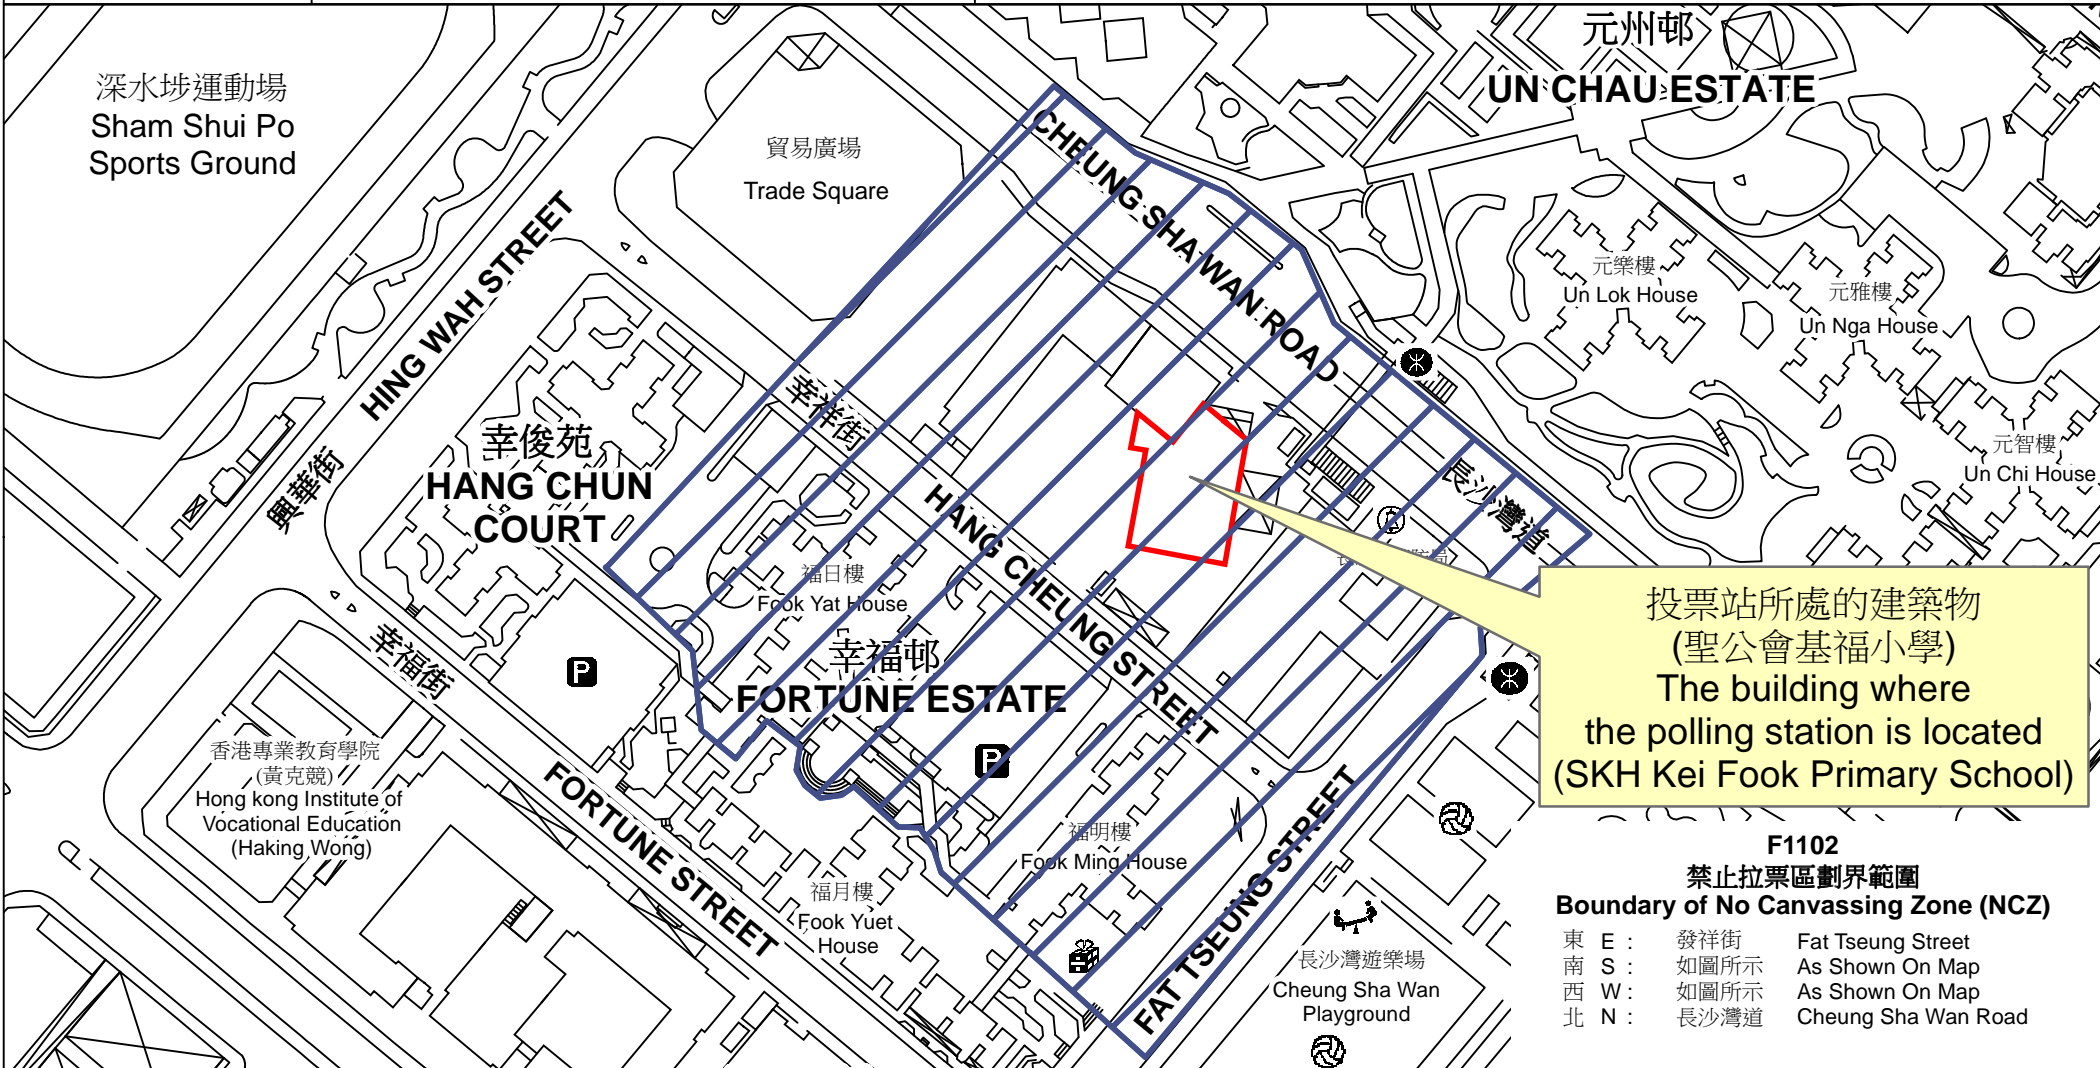 元州邨
UN CHAU ESTATE
深水埗運動場
Sham Shui Po
Sports Ground
貿易廣場
Trade Square
CHEUNG SHA WAN ROAD
長沙灣道
HING WAH STREET
興華街
元樂樓
Un Lok House
元雅樓
Un Nga House
元智樓
Un Chi House
幸俊苑
HANG CHUN
COURT
幸祥街
HANG CHEUNG STREET
福日樓
Fook Yat House
幸福邨
FORTUNE ESTATE
P
P
幸福街
FORTUNE STREET
香港專業教育學院
(黃克競)
Hong kong Institute of
Vocational Education
(Haking Wong)
福月樓
Fook Yuet
House
福明樓
Fook Ming House
FAT TSEUNG STREET
長沙灣遊樂場
Cheung Sha Wan
Playground
投票站所處的建築物
(聖公會基福小學)
The building where
the polling station is located
(SKH Kei Fook Primary School)
F1102
禁止拉票區劃界範圍
Boundary of No Canvassing Zone (NCZ)
東 E : 發祥街 Fat Tseung Street
南 S : 如圖所示 As Shown On Map
西 W : 如圖所示 As Shown On Map
北 N : 長沙灣道 Cheung Sha Wan Road